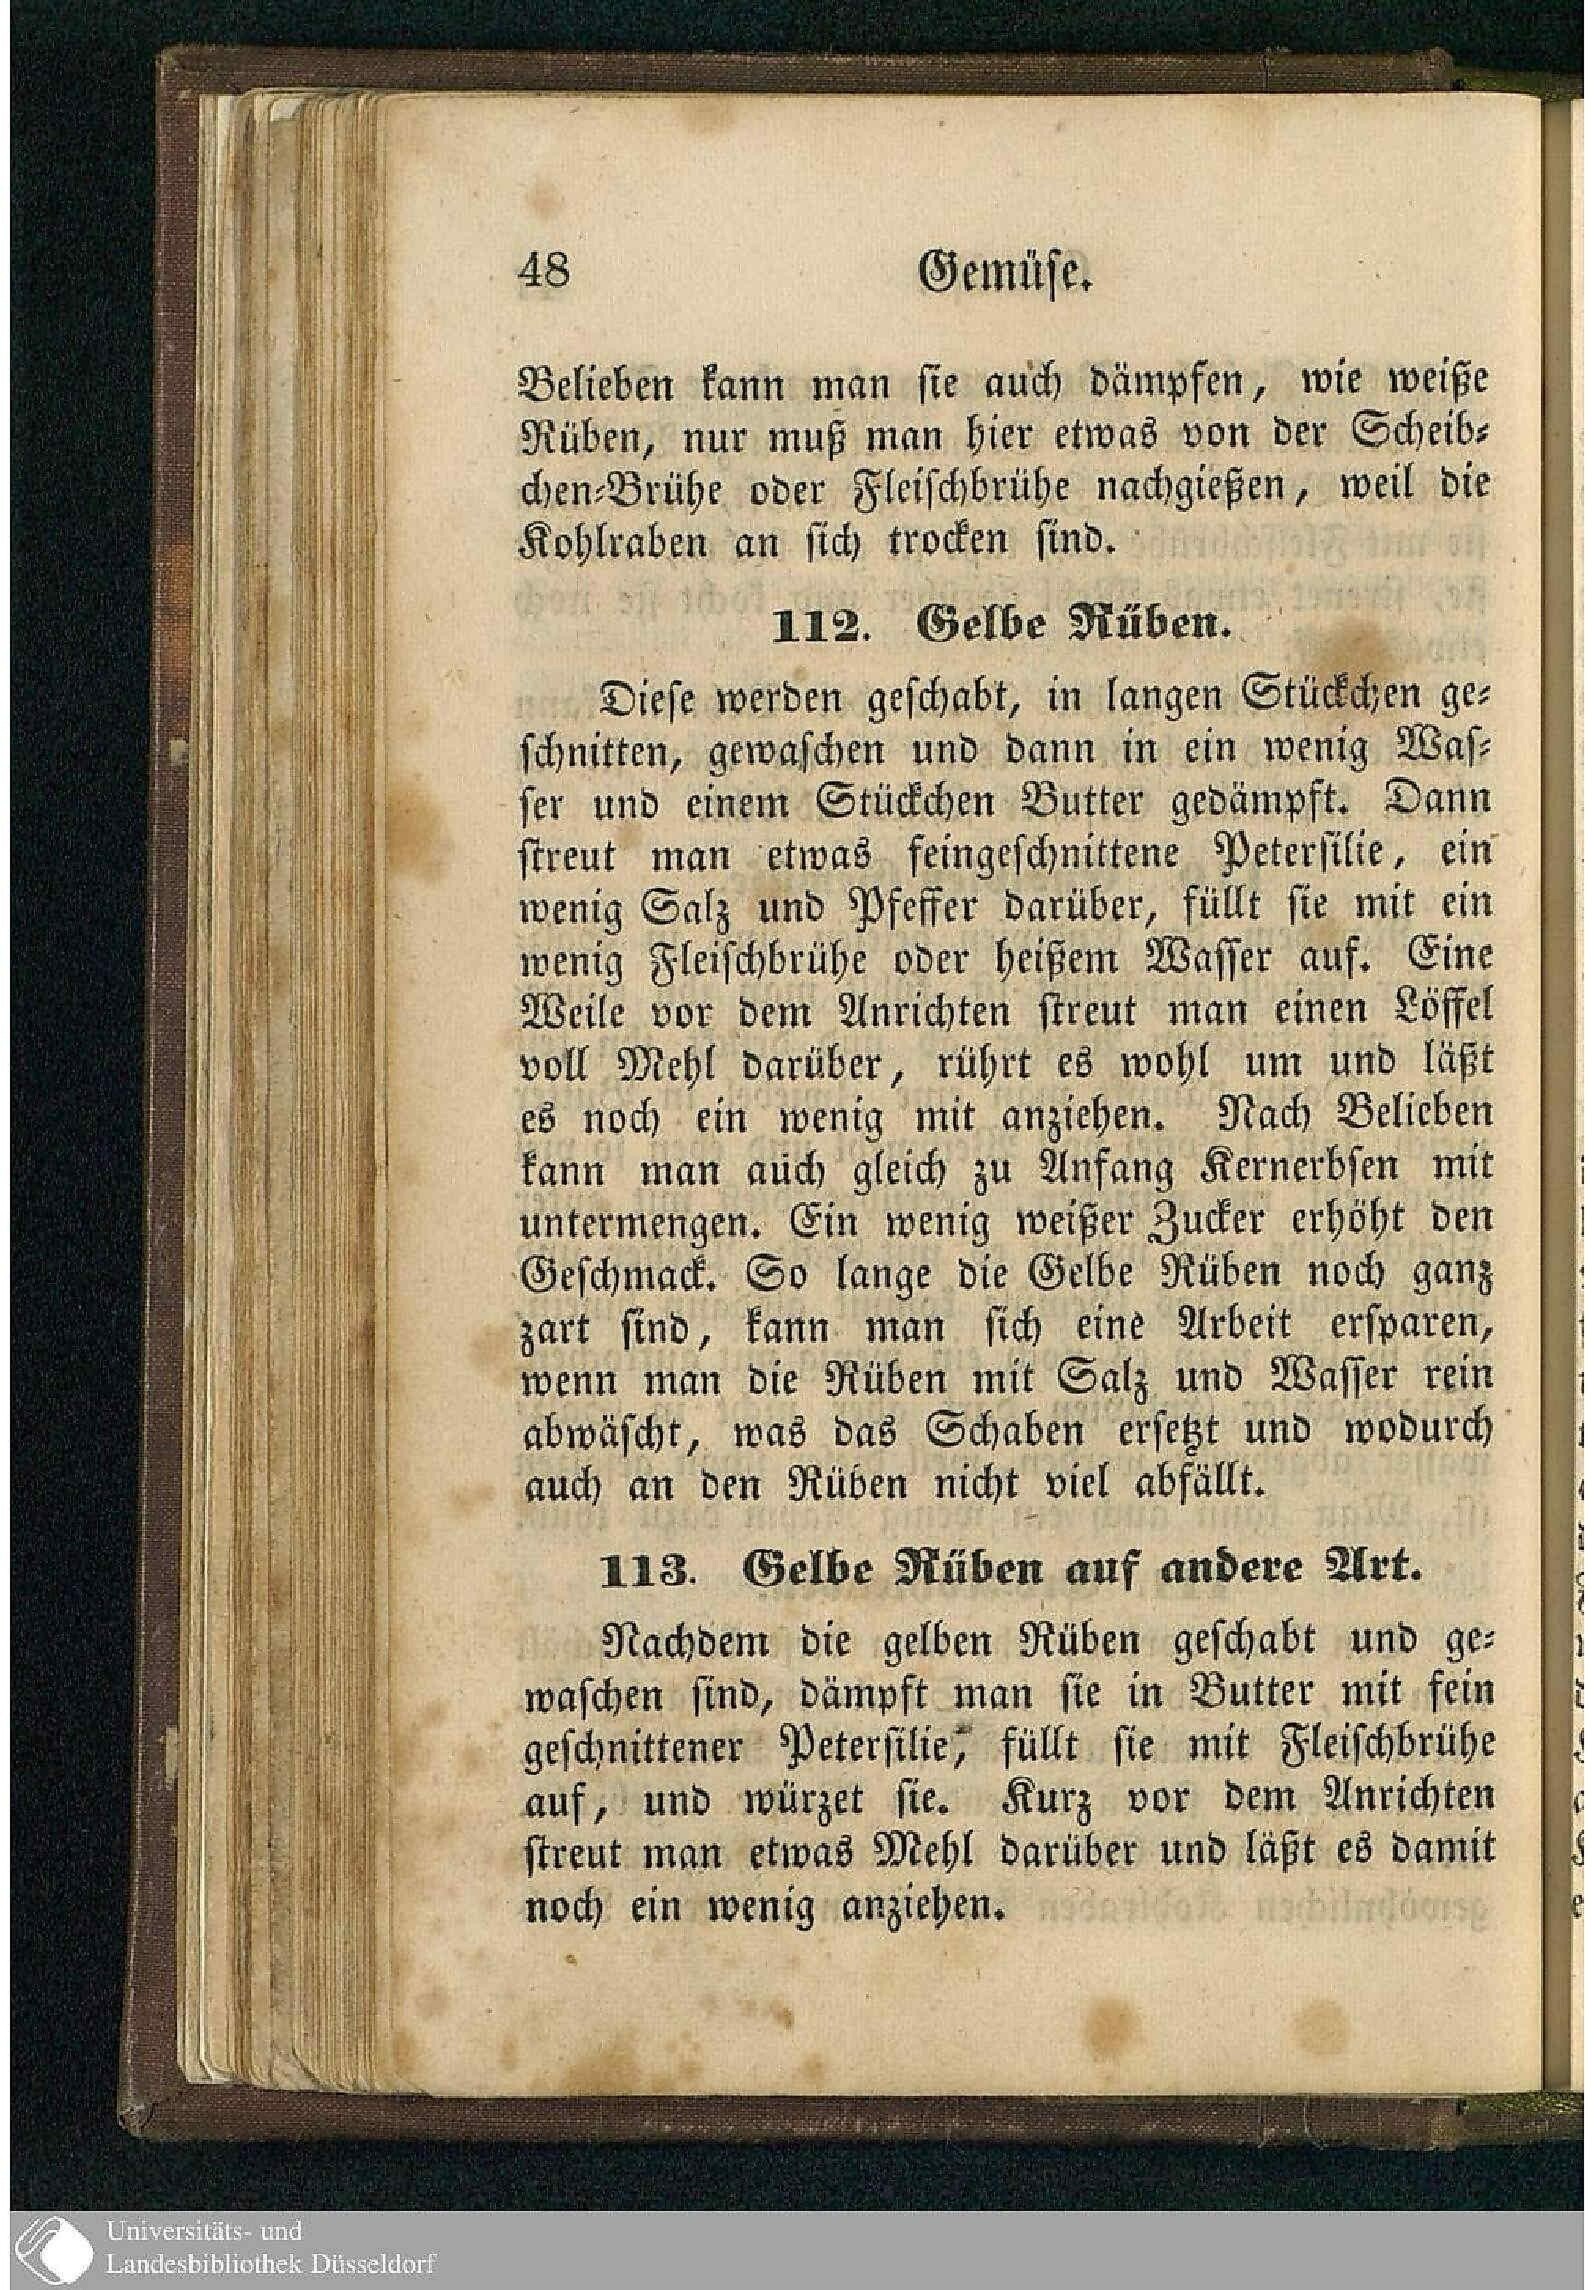 48 Gemüse.
Belieben kann man sie auch dämpfen, wie weiße
Rüben, nur muß man hier etwas von der Scheib-
chen-Brühe oder Fleischbrühe nachgießen, weil die
Kohlraben an sich trocken sind.
112. Gelbe Rüben.
Diese werden geschabt, in langen Stückchen ge-
schnitten, gewaschen und dann in ein wenig Was-
ser und einem Stückchen Butter gedämpft. Dann
streut man etwas feingeschnittene Petersilie, ein
wenig Salz und Pfeffer darüber, füllt sie mit ein
wenig Fleischbrühe oder heißem Wasser auf. Eine
Weile vor dem Anrichten streut man einen Löffel
voll Mehl darüber, rührt es wohl um und läßt
es noch ein wenig mit anziehen. Nach Belieben
kann man auch gleich zu Anfang Kernerbsen mit
untermengen. Ein wenig weißer Zucker erhöht den
Geschmack. So lange die Gelbe Rüben noch ganz
zart sind, kann man sich eine Arbeit ersparen,
wenn man die Rüben mit Salz und Wasser rein
abwäscht, was das Schaben ersetzt und wodurch
auch an den Rüben nicht viel abfällt.
113. Gelbe Rüben auf andere Art.
Nachdem die gelben Rüben geschabt und ge-
waschen sind, dämpft man sie in Butter mit fein
geschnittener Petersilie, füllt sie mit Fleischbrühe
auf, und würzet sie. Kurz vor dem Anrichten
streut man etwas Mehl darüber und läßt es damit
noch ein wenig anziehen.
Universitäts- und
Landesbibliothek Düsseldorf